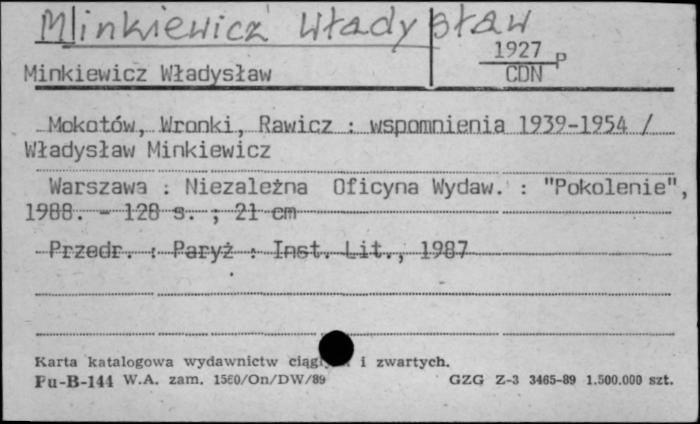 Minkiewicz Władysław
1927 P
Minkiewicz Władysław
CDN
Mokotów, Wronki, Rawicz : wspomnienia 1939-1954 /
Władysław Minkiewicz
Warszawa : Niezależna Oficyna Wydaw. : "Pokolenie",
1988. - 128 s. ; 21 cm
Przedr. : Paryż : Inst. Lit., 1987
Karta katalogowa wydawnictw i zwartych.
Pu-B-144 W.A. zam. 1560/On/DW/89 GZG Z-3 3465-89 1.500.000 szt.